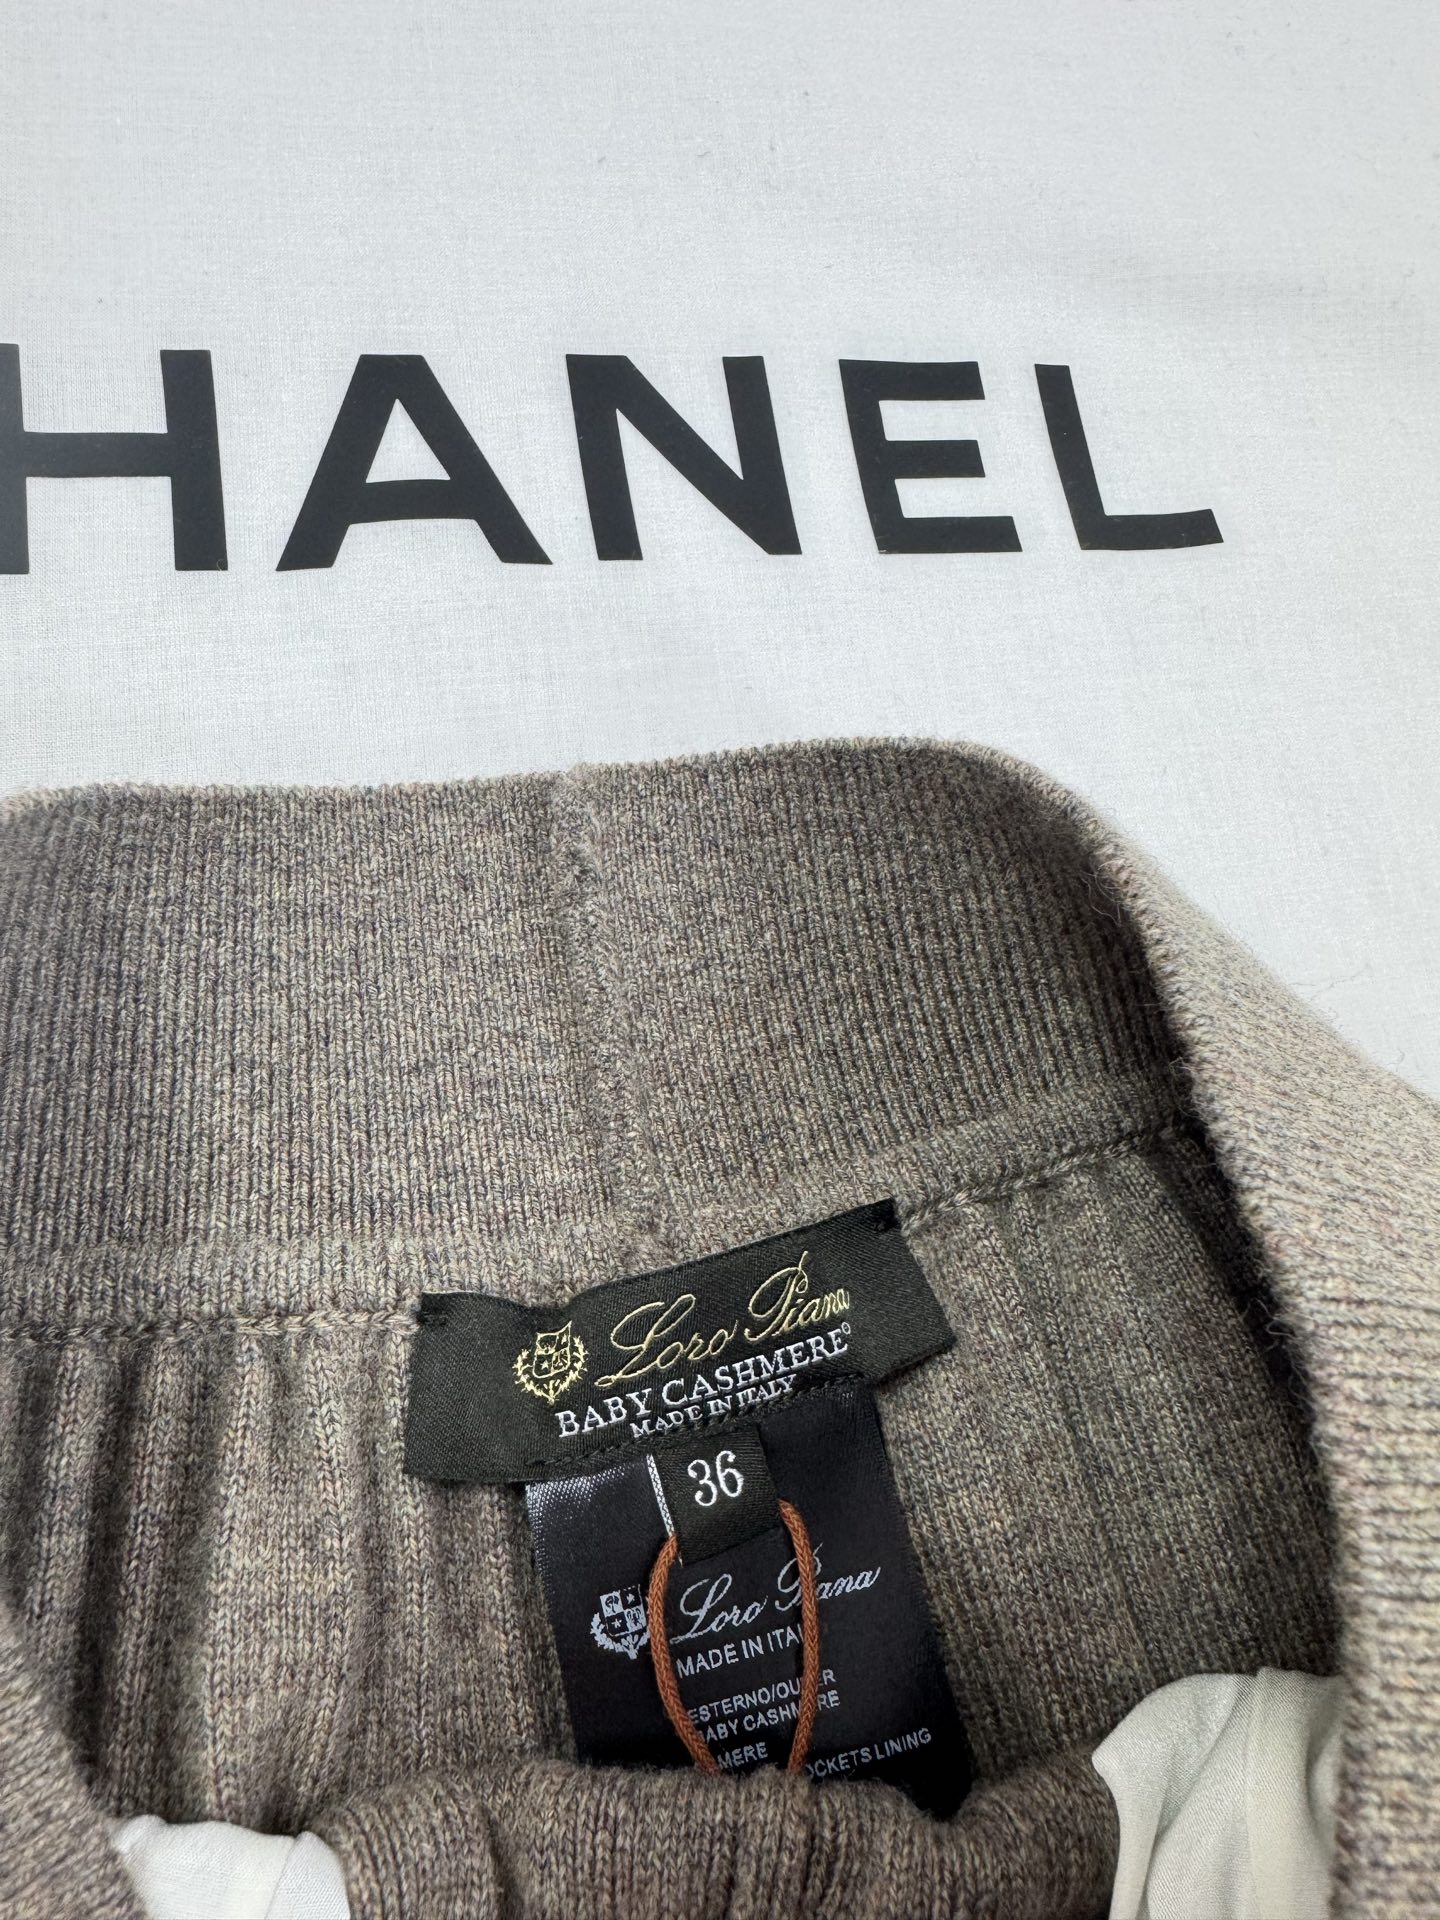 HANEL
Loro Piana
BABY CASHMERE®
MADE IN ITALY
36
Loro Piana
MADE IN ITA
ESTERNO/OUTER
BABY CASHMERE
MERE
OCKETS LINING